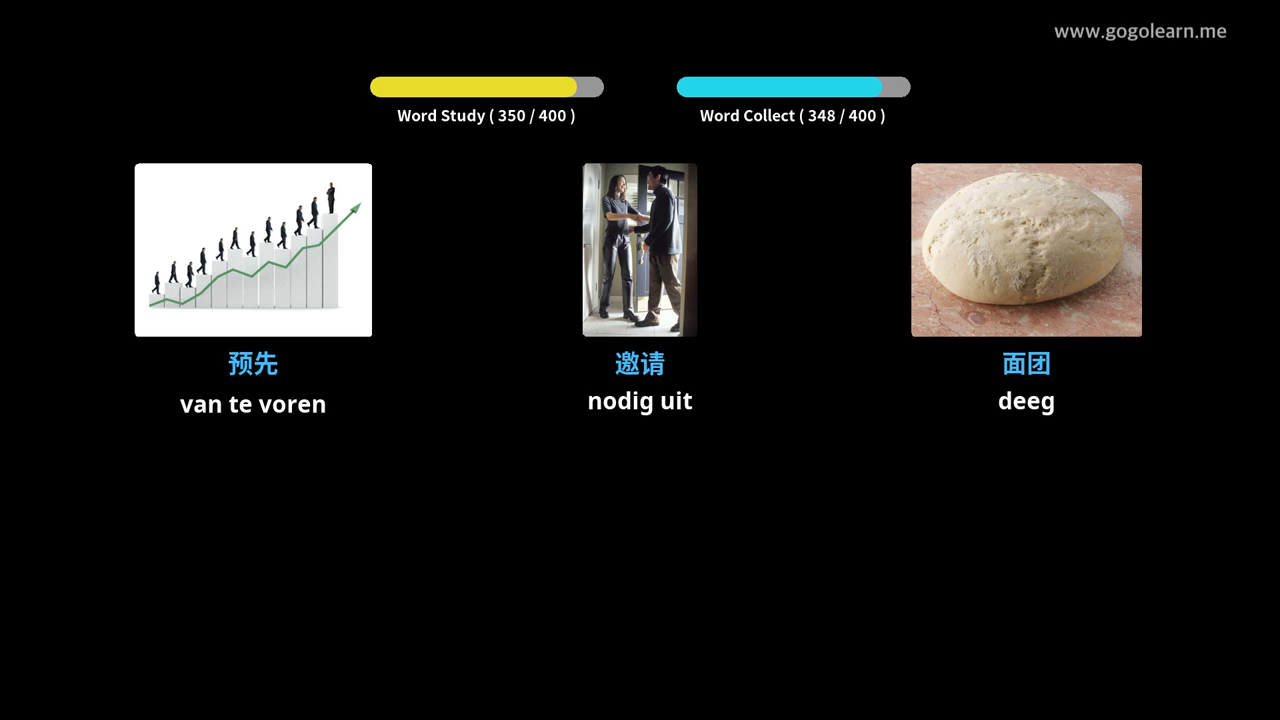 www.gogolearn.me
Word Study ( 350 / 400 )
Word Collect ( 348 / 400 )
预先
邀请
面团
van te voren
nodig uit
deeg